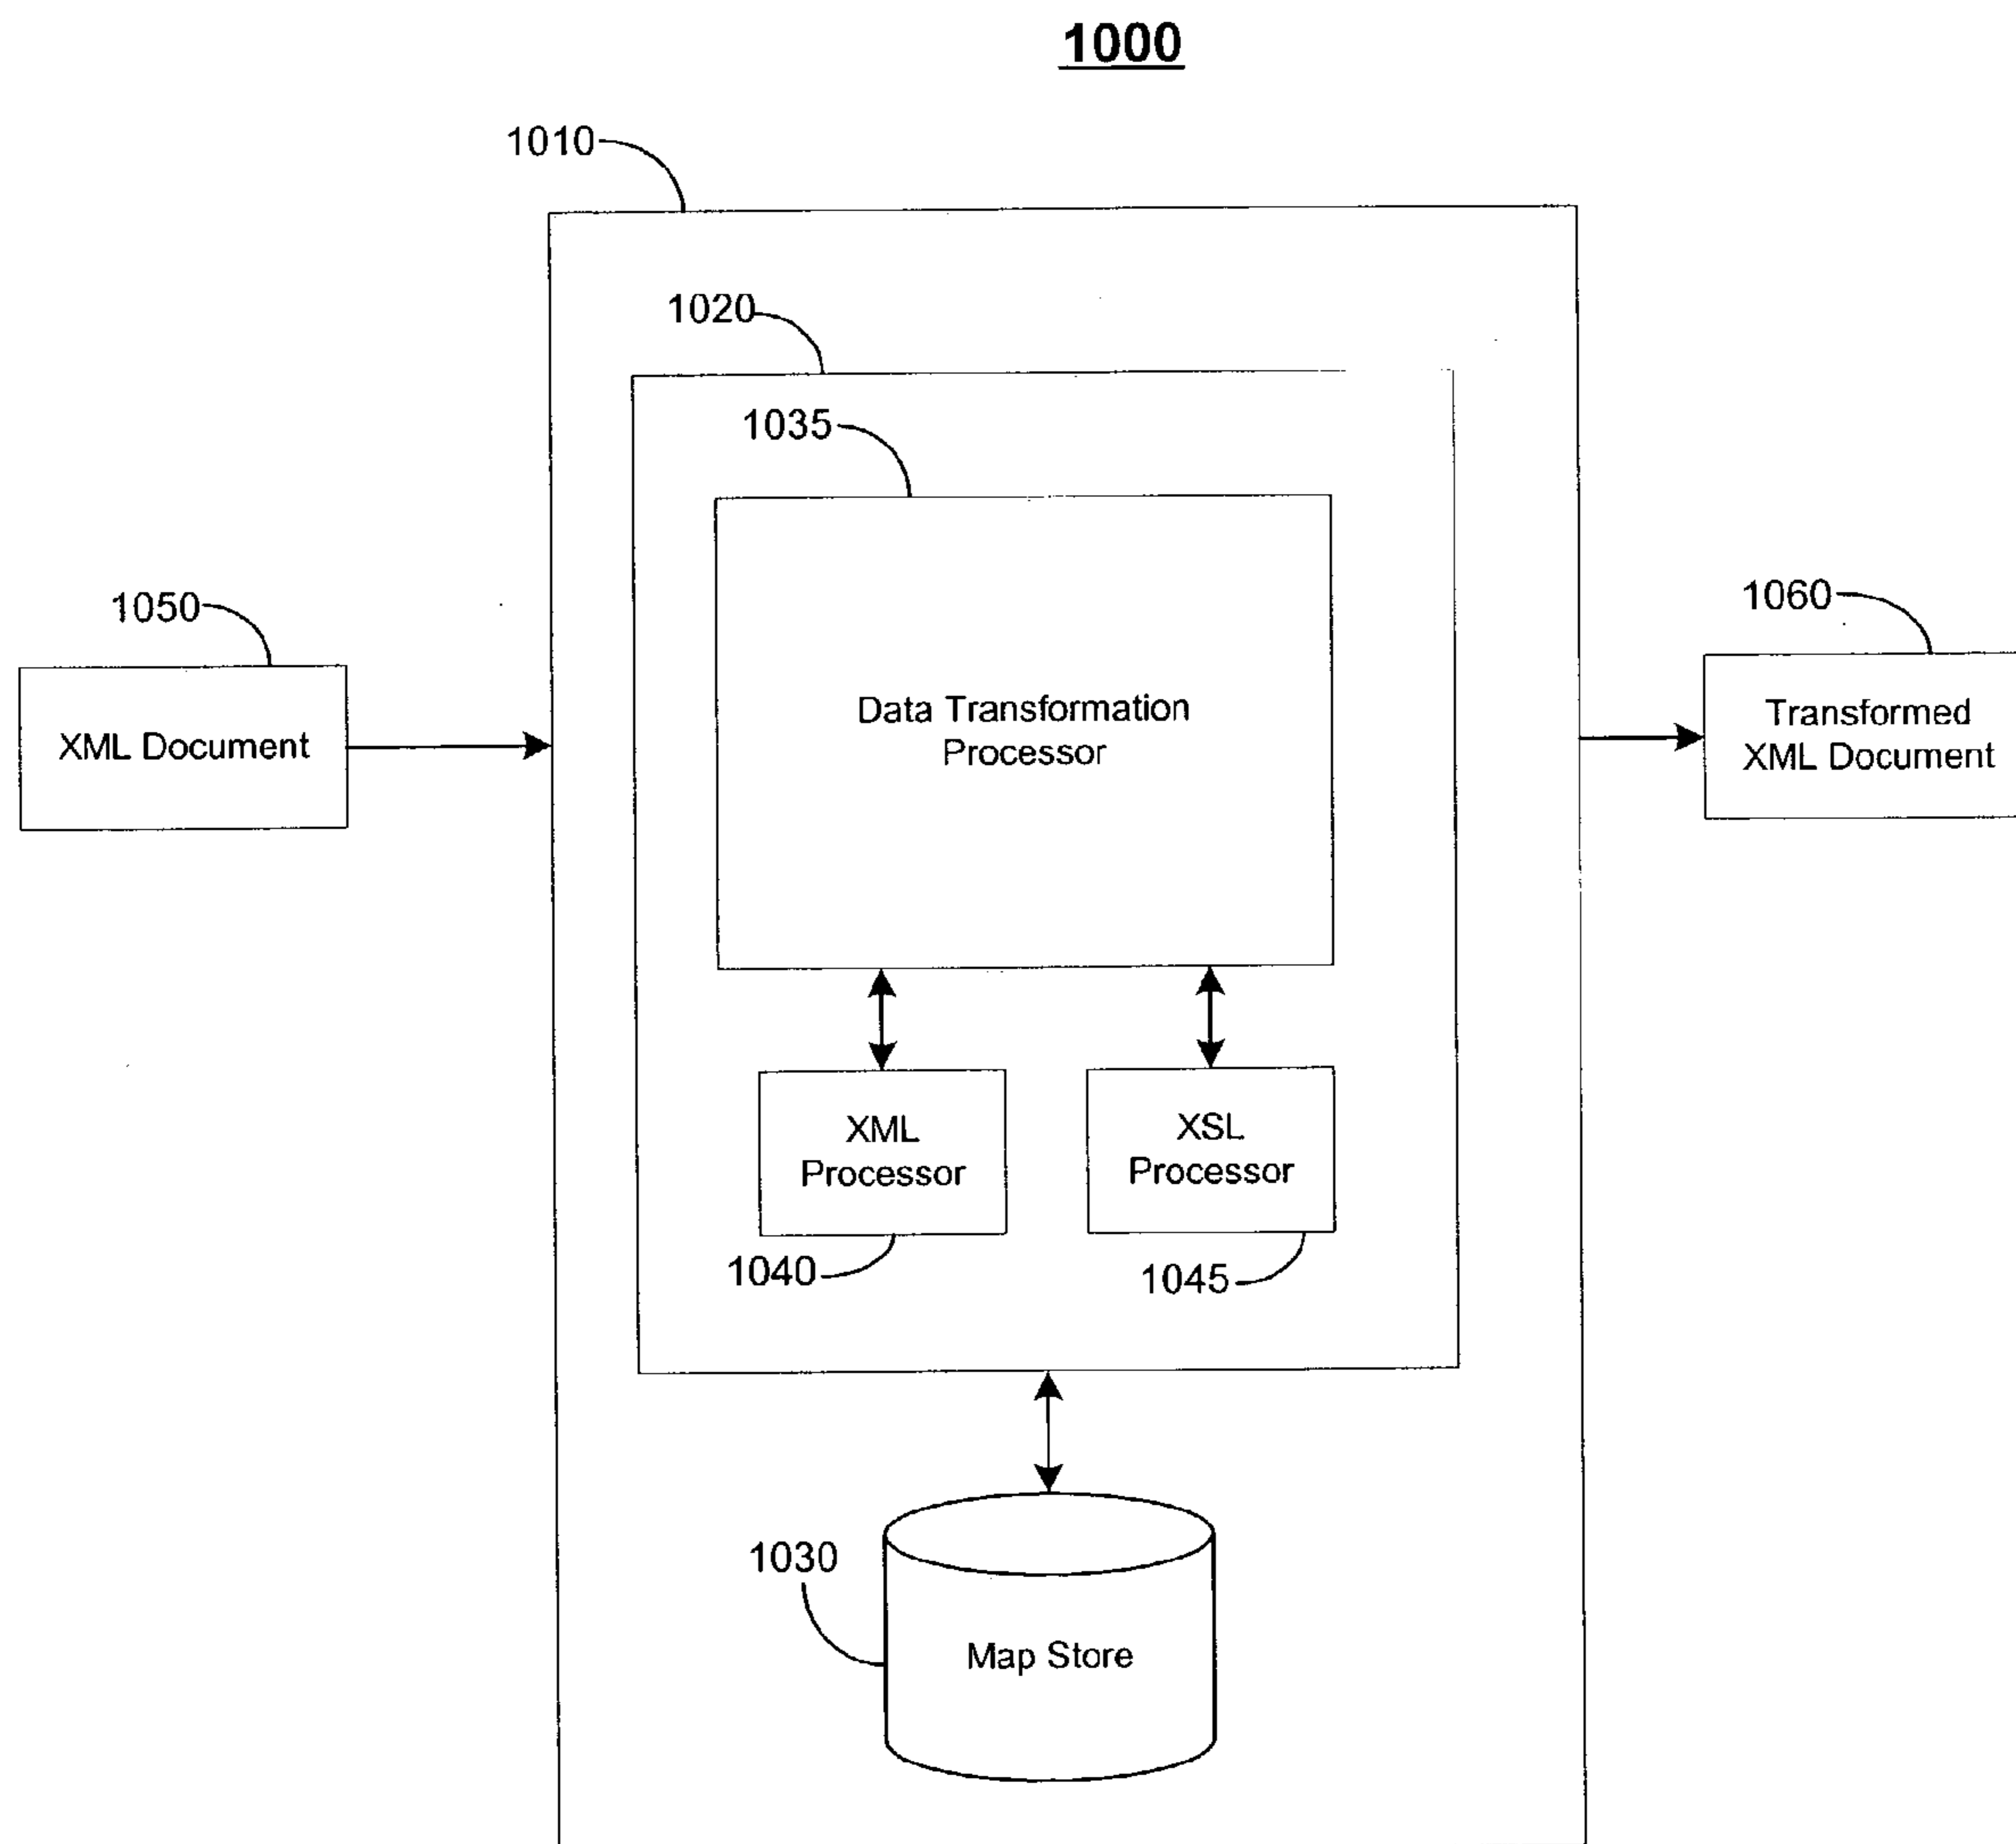 1000
1010
1020
1035
1050
1060
XML Document
Data Transformation
Processor
Transformed
XML Document
XML
Processor
XSL
Processor
1040
1045
1030
Map Store